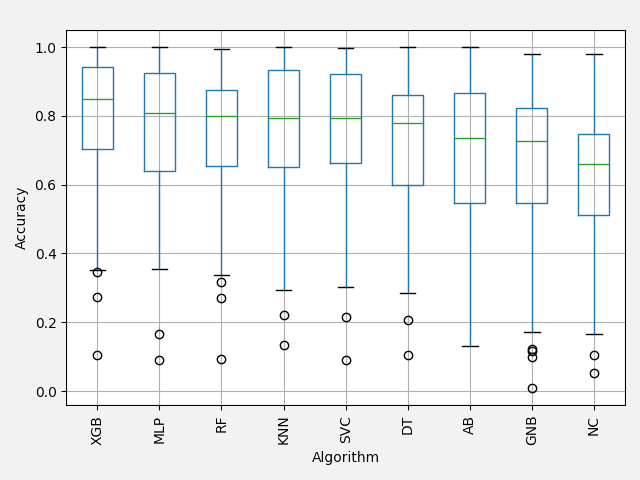 1.0
0.8
0.6
0.4
0.2
0.0
Accuracy
XGB
MLP
RF
KNN
SVC
DT
AB
GNB
NC
Algorithm